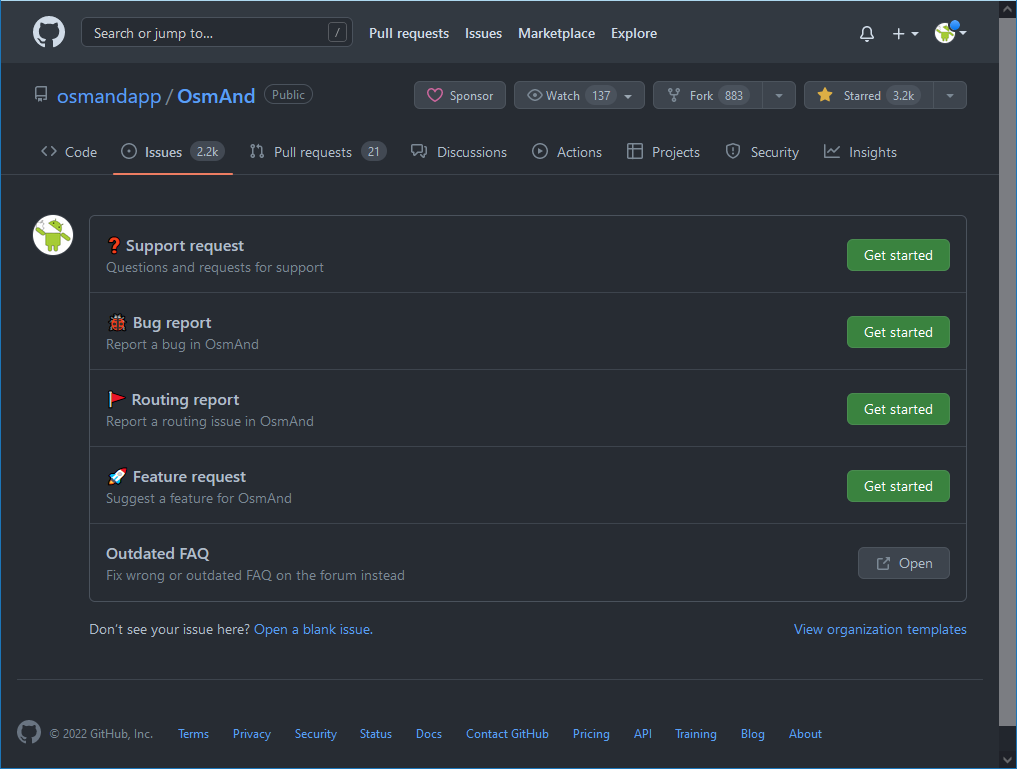 Search or jump to... /
Pull requests Issues Marketplace Explore
osmandapp / OsmAnd Public
Sponsor Watch 137 Fork 883 Starred 3.2k
Code Issues 2.2k Pull requests 21 Discussions Actions Projects Security Insights
Support request
Questions and requests for support
Get started
Bug report
Report a bug in OsmAnd
Get started
Routing report
Report a routing issue in OsmAnd
Get started
Feature request
Suggest a feature for OsmAnd
Get started
Outdated FAQ
Fix wrong or outdated FAQ on the forum instead
Open
Don't see your issue here? Open a blank issue. View organization templates
© 2022 GitHub, Inc. Terms Privacy Security Status Docs Contact GitHub Pricing API Training Blog About